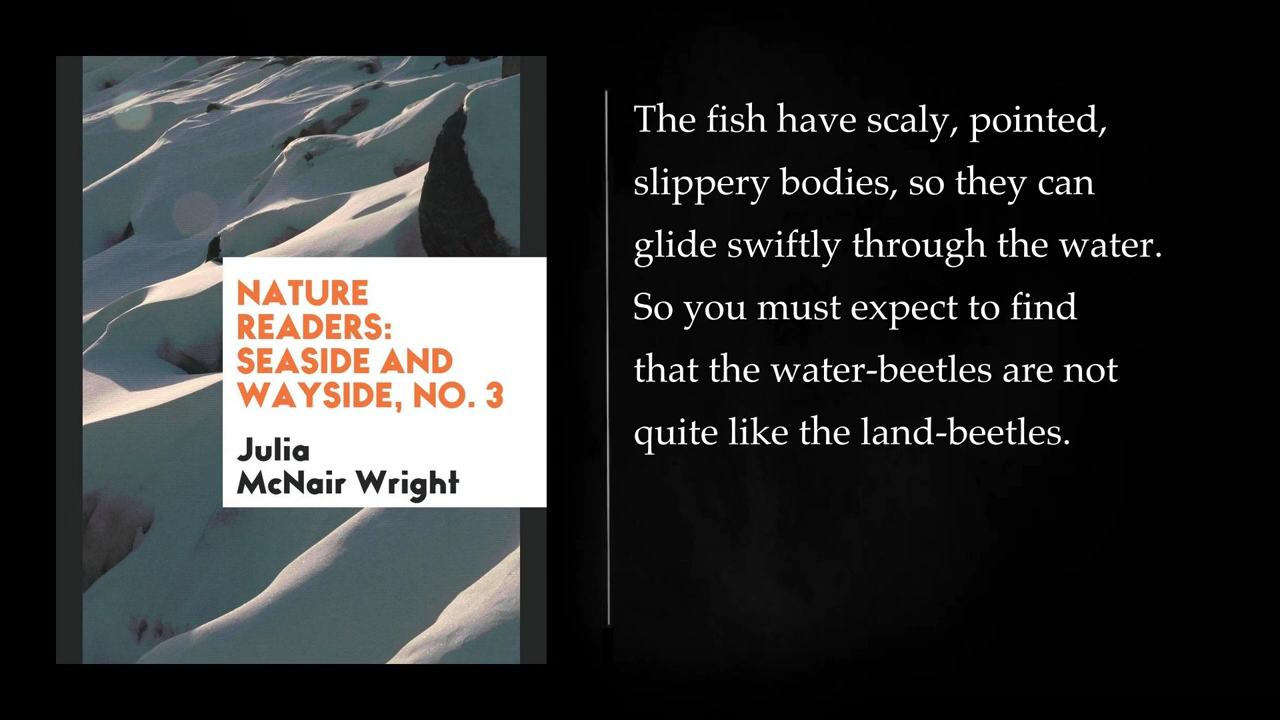 NATURE
READERS:
SEASIDE AND
WAYSIDE, NO. 3
Julia
McNair Wright
The fish have scaly, pointed,
slippery bodies, so they can
glide swiftly through the water.
So you must expect to find
that the water-beetles are not
quite like the land-beetles.